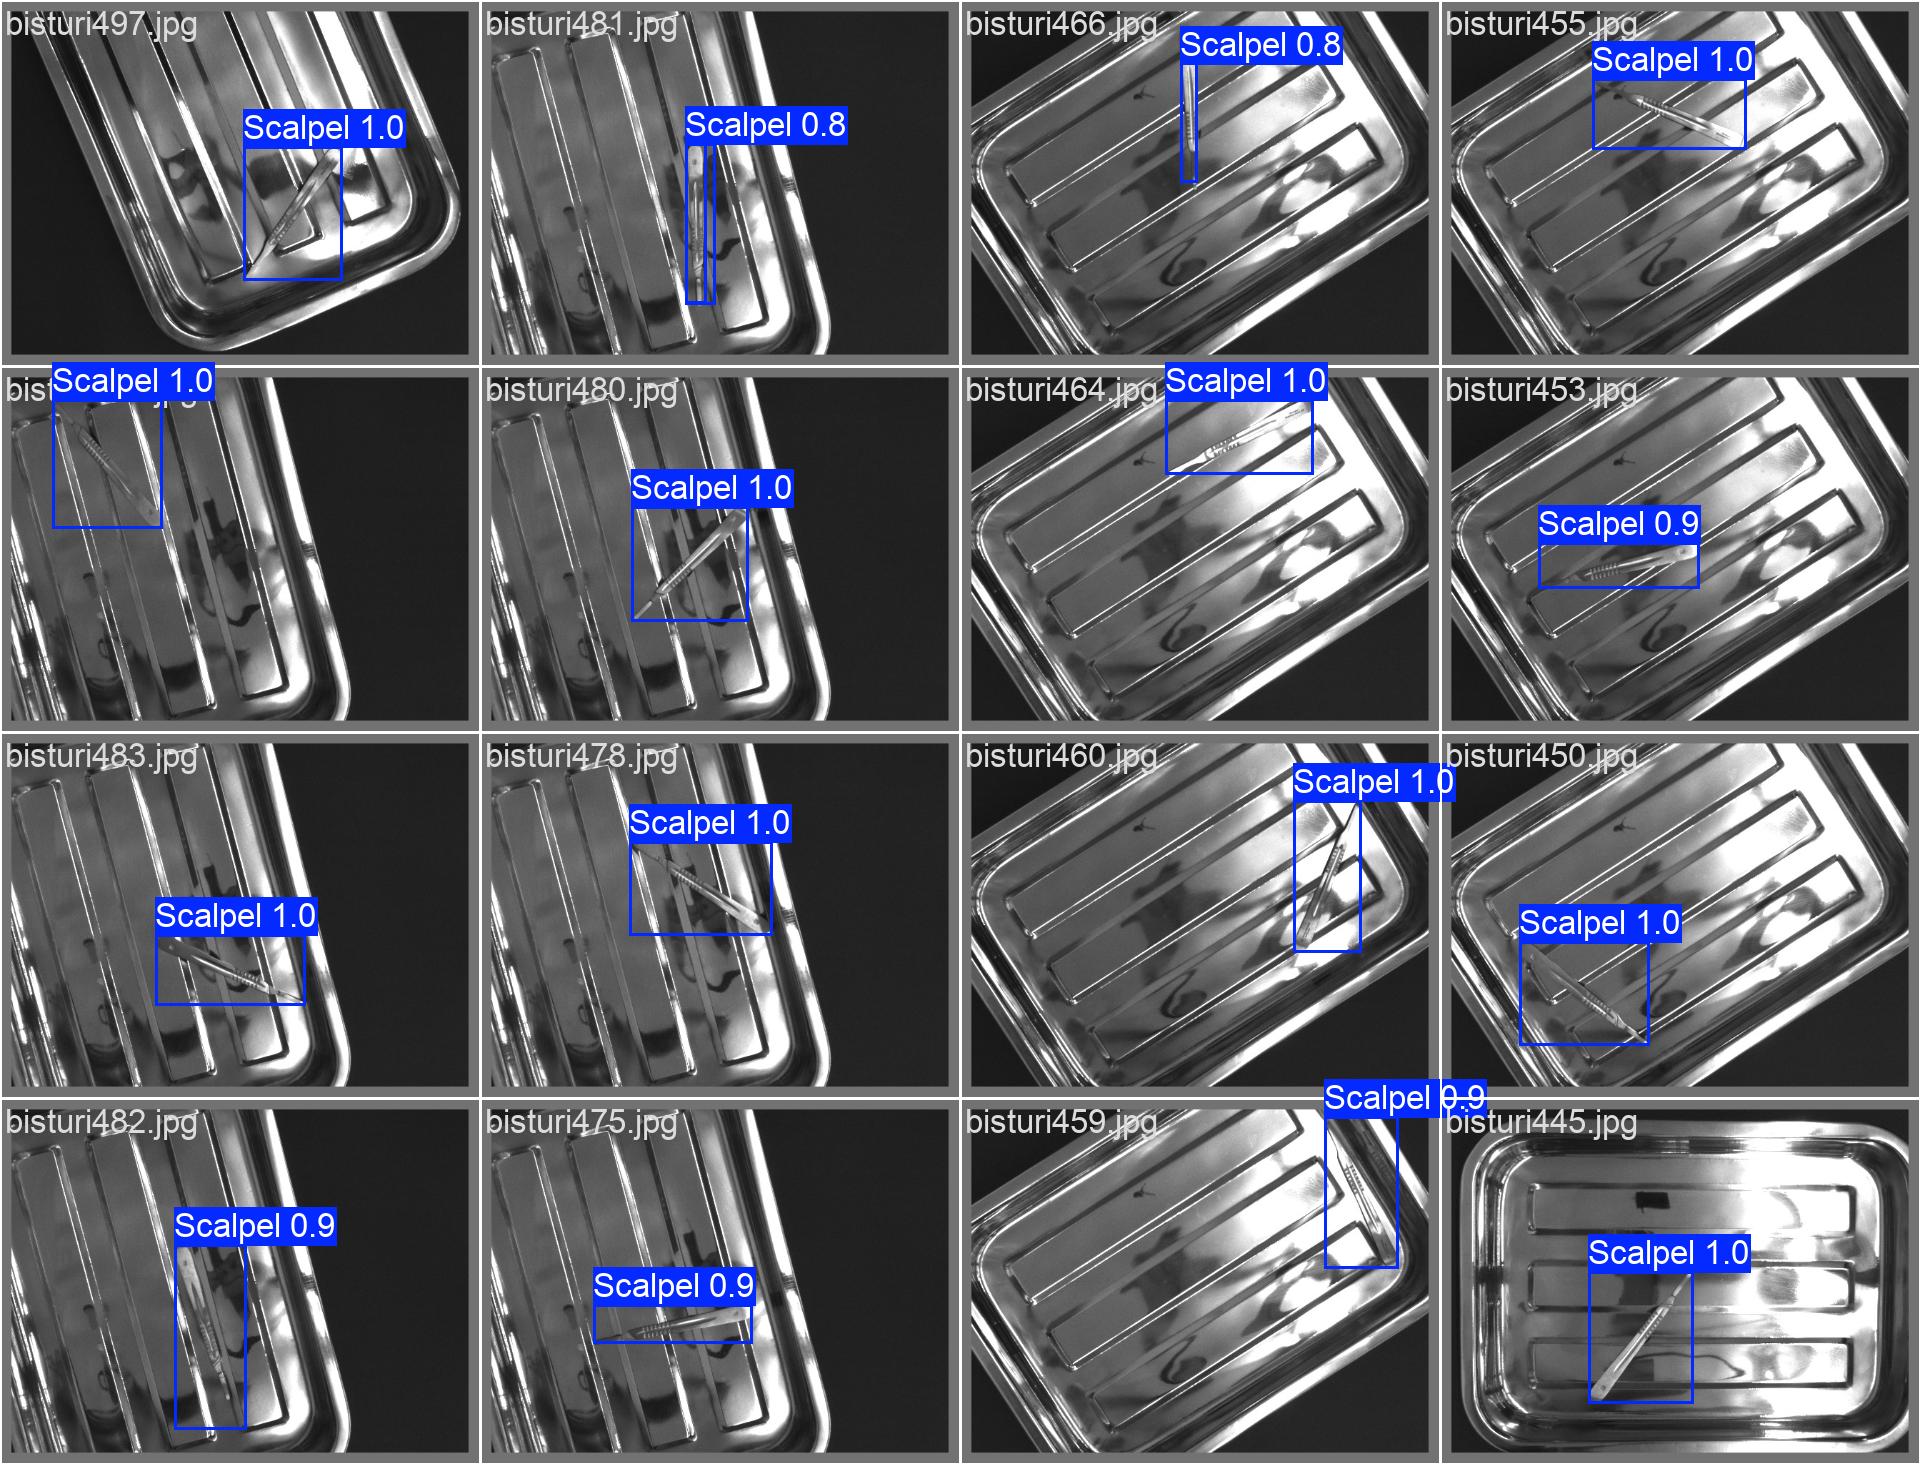 bisturi497.jpg
Scalpel 1.0
bisturi481.jpg
Scalpel 0.8
bisturi466.jpg
Scalpel 0.8
bisturi455.jpg
Scalpel 1.0
Scalpel 1.0
bisturi480.jpg
Scalpel 1.0
bisturi464.jpg
Scalpel 1.0
bisturi453.jpg
Scalpel 0.9
bisturi483.jpg
Scalpel 1.0
bisturi478.jpg
Scalpel 1.0
bisturi460.jpg
Scalpel 1.0
bisturi450.jpg
Scalpel 1.0
bisturi482.jpg
Scalpel 0.9
bisturi475.jpg
Scalpel 0.9
bisturi459.jpg
Scalpel 0.9
bisturi445.jpg
Scalpel 1.0